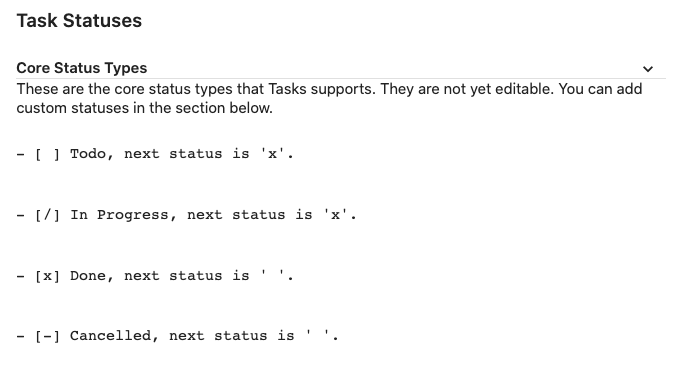 Task Statuses
Core Status Types
These are the core status types that Tasks supports. They are not yet editable. You can add
custom statuses in the section below.
- [ ] Todo, next status is 'x'.
- [/] In Progress, next status is 'x'.
- [x] Done, next status is ' '.
- [-] Cancelled, next status is ' '.